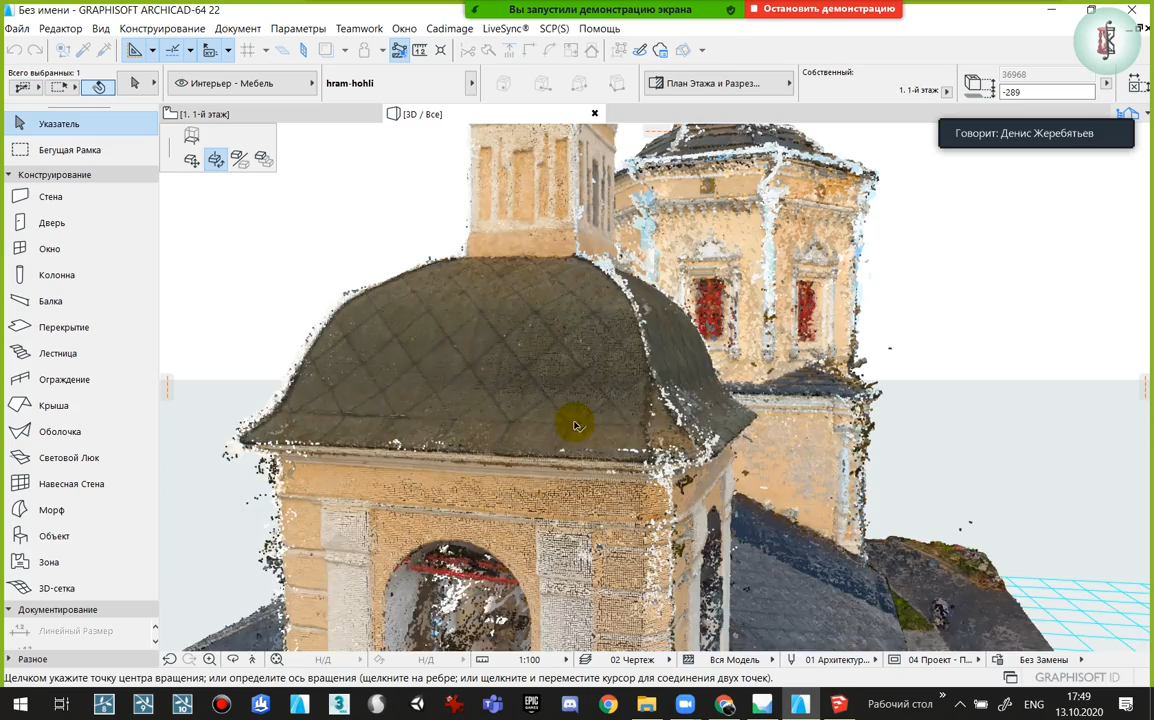 Без имени - GRAPHISOFT ARCHICAD-64 22
Вы запустили демонстрацию экрана
Остановить демонстрацию
Файл Редактор Вид Конструирование Документ Параметры Teamwork Окно Cadimage LiveSync® SCP(S) Помощь
Всего выбранных: 1
Интерьер - Мебель
hram-hohli
План Этажа и Разрез...
Собственный:
1. 1-й этаж
36968
-289
[1. 1-й этаж]
[3D / Все]
Говорит: Денис Жеребятьев
Указатель
Бегущая Рамка
Конструирование
Стена
Дверь
Окно
Колонна
Балка
Перекрытие
Лестница
Ограждение
Крыша
Оболочка
Световой Люк
Навесная Стена
Морф
Объект
Зона
3D-сетка
Документирование
1.2
Линейный Размер
Разное
Н/Д
Н/Д
1:100
02 Чертеж
Вся Модель
01 Архитектур...
04 Проект - П...
Без Замены
Щелчком укажите точку центра вращения; или определите ось вращения (щелкните на ребре; или щелкните и переместите курсор для соединения двух точек).
GRAPHISOFT ID
Рабочий стол
ENG
17:49
13.10.2020